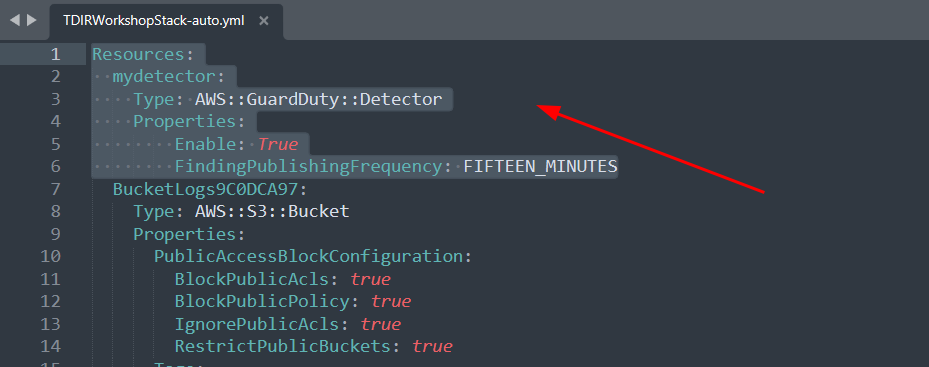 TDIRWorkshopStack-auto.yml ×
1 Resources:
2 mydetector:
3 Type: AWS::GuardDuty::Detector
4 Properties:
5 Enable: True
6 FindingPublishingFrequency: FIFTEEN_MINUTES
7 BucketLogs9C0DCA97:
8 Type: AWS::S3::Bucket
9 Properties:
10 PublicAccessBlockConfiguration:
11 BlockPublicAcls: true
12 BlockPublicPolicy: true
13 IgnorePublicAcls: true
14 RestrictPublicBuckets: true